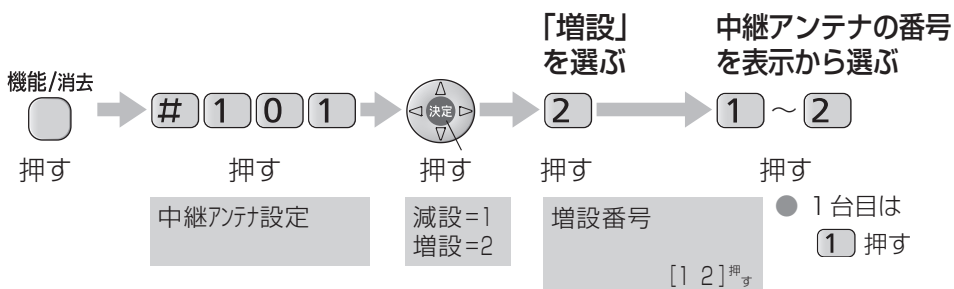 「増設」
を選ぶ
中継アンテナの番号
を表示から選ぶ
機能/消去
# 1 0 1
決定
2
1 ～ 2
押す
押す
押す
押す
押す
中継ｱﾝﾃﾅ設定
減設=1
増設=2
増設番号
[1 2]押す
● 1台目は
1 押す